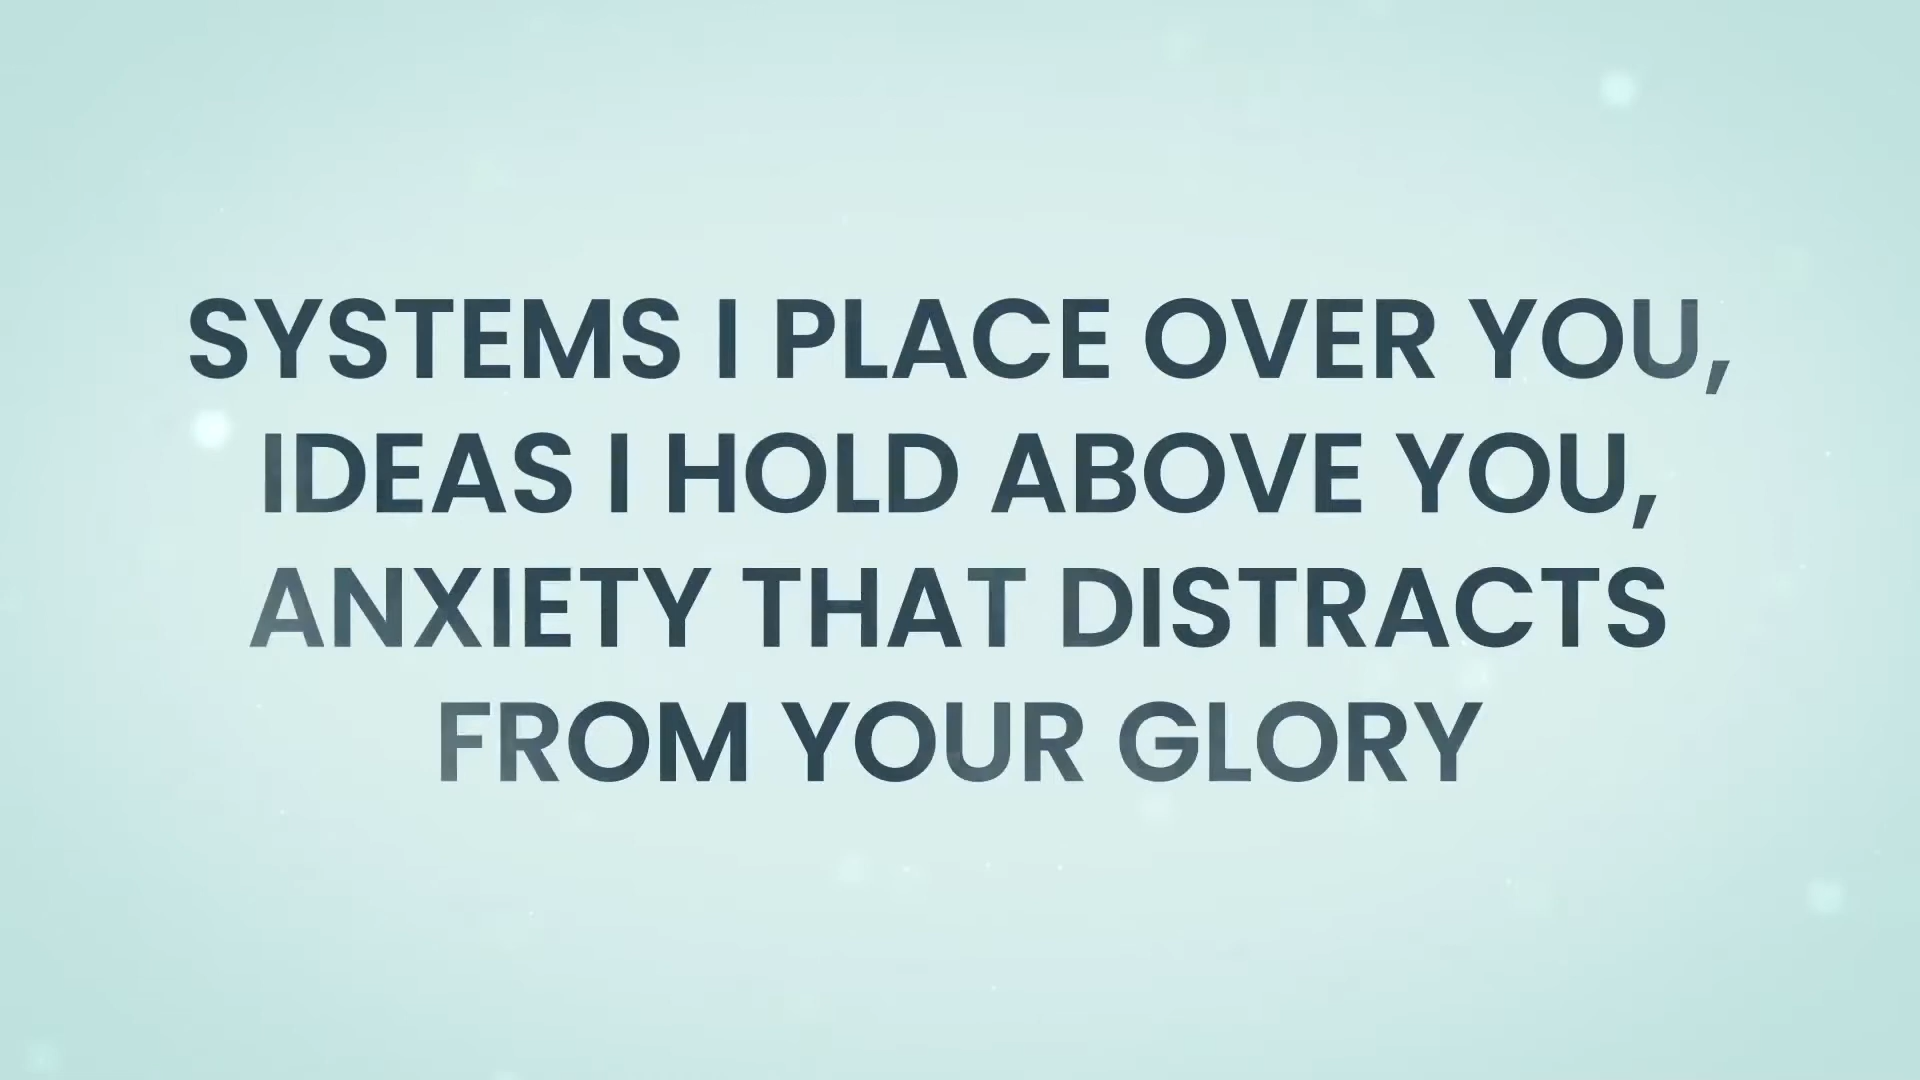 SYSTEMS I PLACE OVER YOU,
IDEAS I HOLD ABOVE YOU,
ANXIETY THAT DISTRACTS
FROM YOUR GLORY